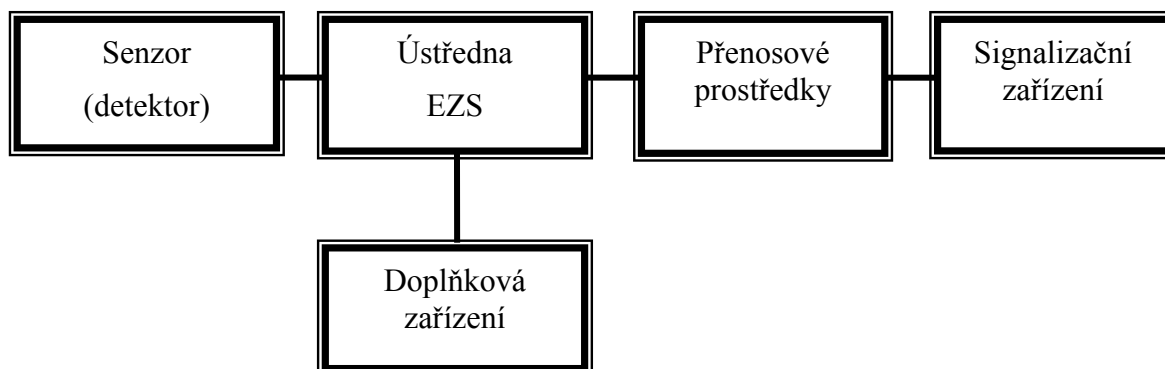 Senzor
(detektor)
Ústředna
EZS
Přenosové
prostředky
Signalizační
zařízení
Doplňková
zařízení